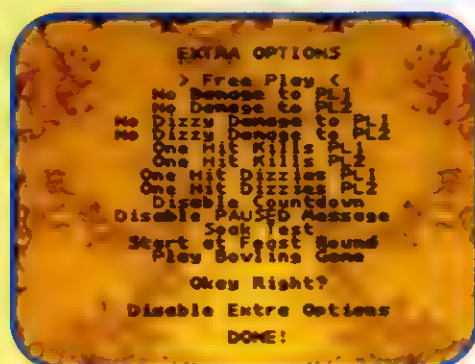 EXTRA OPTIONS
> Free Play <
No Damage to PL1
No Damage to PL2
No Dizzy Damage to PL1
No Dizzy Damage to PL2
One Hit Kills PL1
One Hit Kills PL2
One Hit Dizzies PL1
One Hit Dizzies PL2
Disable Countdown
Disable PAUSED Message
Soak Test
Start at Feast Round
Play Bowling Game
Okey Right?
Disable Extra Options
DONE!